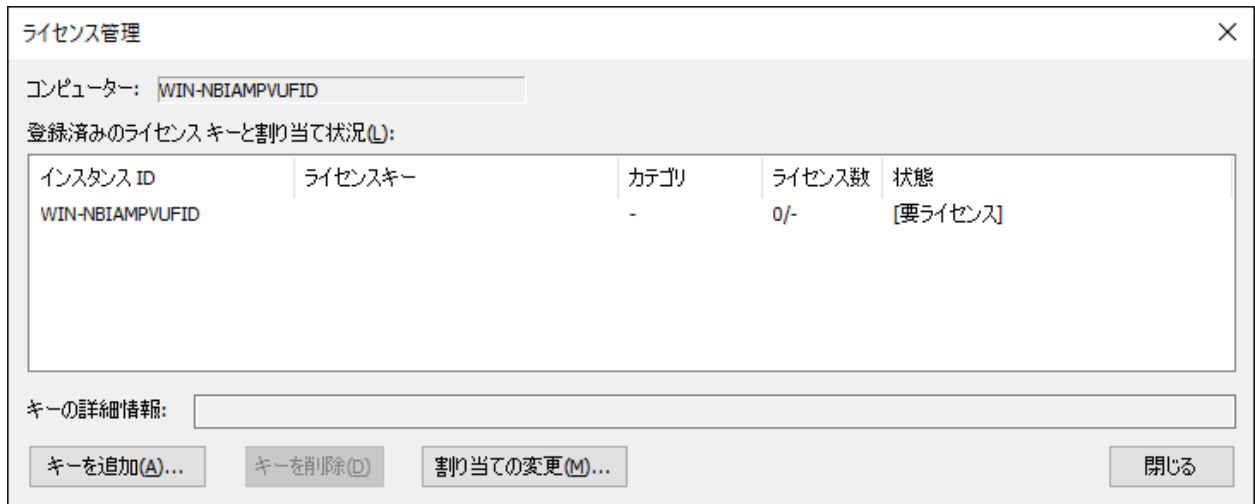 ライセンス管理
コンピューター: WIN-NBIAMPVUFID
登録済みのライセンス キーと割り当て状況(L):
インスタンス ID ライセンスキー カテゴリ ライセンス数 状態
WIN-NBIAMPVUFID - 0/- [要ライセンス]
キーの詳細情報:
キーを追加(A)... キーを削除(D) 割り当ての変更(M)... 閉じる